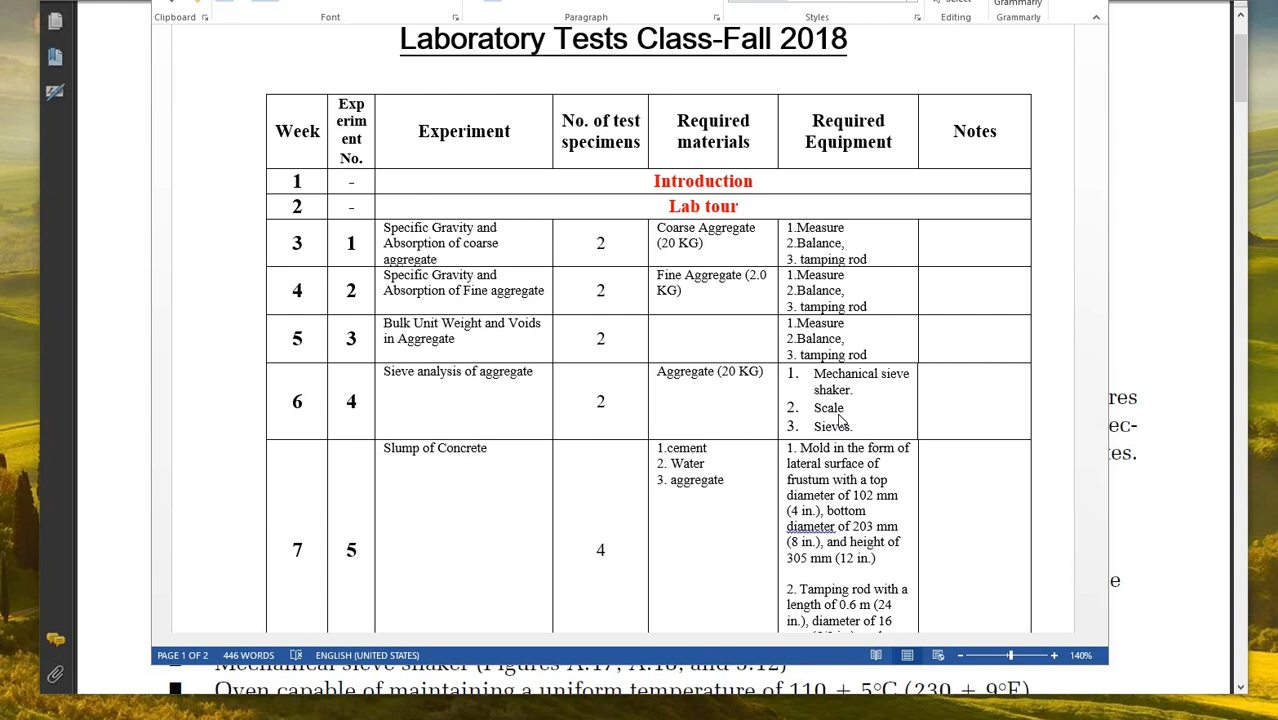 Select
Grammarly
Clipboard
Font
Paragraph
Styles
Editing
Grammarly
Laboratory Tests Class-Fall 2018
Week
Exp
erim
ent
No.
Experiment
No. of test
specimens
Required
materials
Required
Equipment
Notes
1
-
Introduction
2
-
Lab tour
3
1
Specific Gravity and
Absorption of coarse
aggregate
2
Coarse Aggregate
(20 KG)
1.Measure
2.Balance,
3. tamping rod
4
2
Specific Gravity and
Absorption of Fine aggregate
2
Fine Aggregate (2.0
KG)
1.Measure
2.Balance,
3. tamping rod
5
3
Bulk Unit Weight and Voids
in Aggregate
2
1.Measure
2.Balance,
3. tamping rod
6
4
Sieve analysis of aggregate
2
Aggregate (20 KG)
1. Mechanical sieve
shaker.
2. Scale
3. Sieves.
7
5
Slump of Concrete
4
1.cement
2. Water
3. aggregate
1. Mold in the form of
lateral surface of
frustum with a top
diameter of 102 mm
(4 in.), bottom
diameter of 203 mm
(8 in.), and height of
305 mm (12 in.)
2. Tamping rod with a
length of 0.6 m (24
in.), diameter of 16
res
ec-
es.
e
PAGE 1 OF 2
446 WORDS
ENGLISH (UNITED STATES)
140%
Mechanical sieve shaker (Figures A.17, A.18, and 5.12)
Oven capable of maintaining a uniform temperature of 110 ± 5°C (230 ± 9°F)